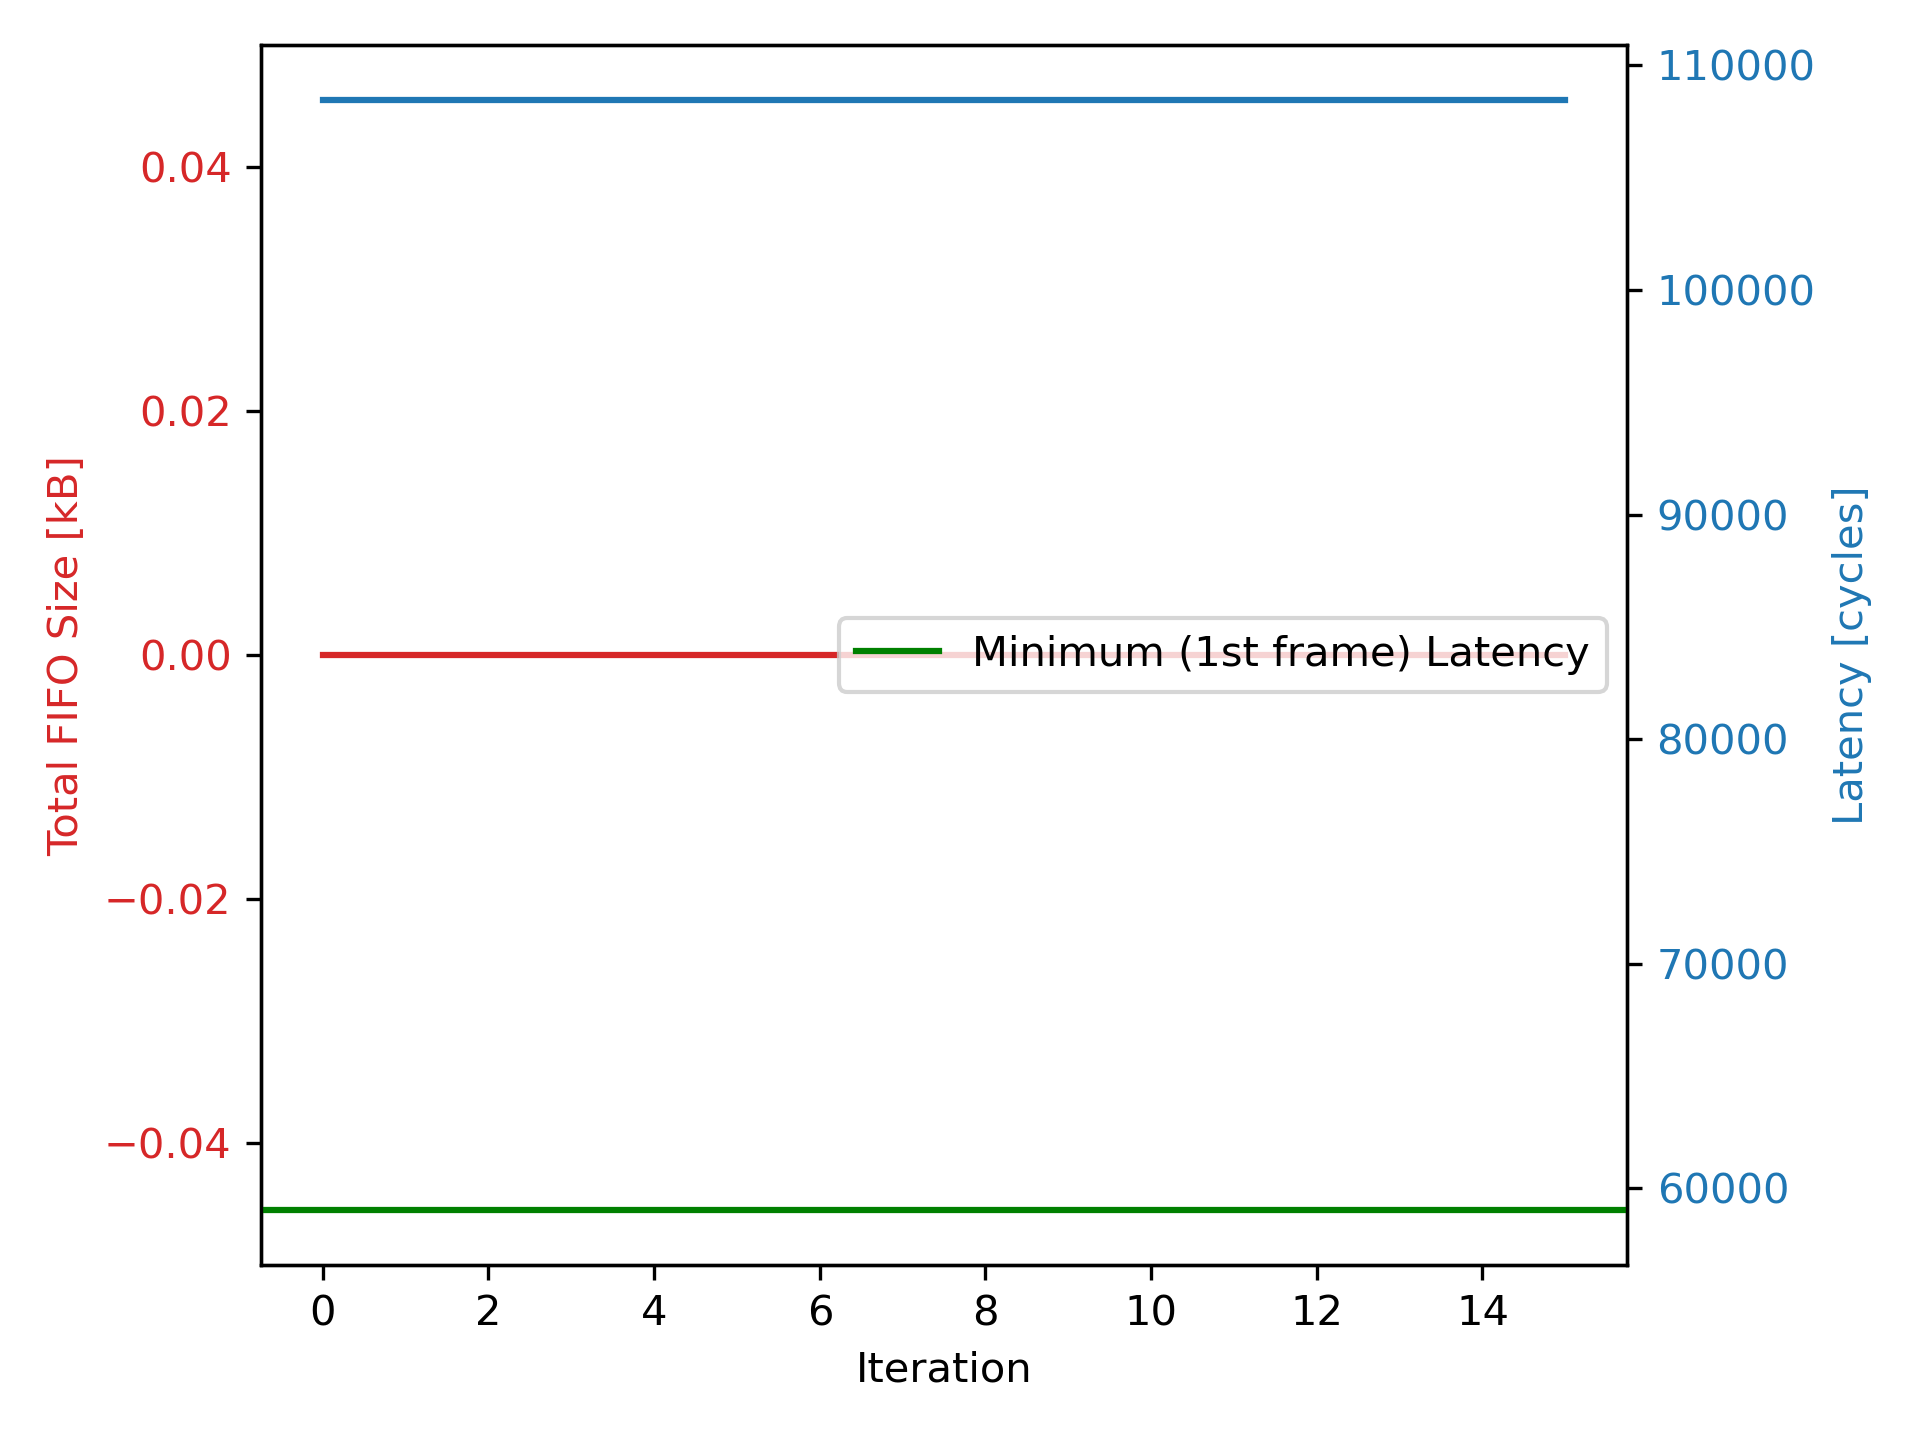 Total FIFO Size [kB]
0.04
0.02
0.00
−0.02
−0.04
110000
100000
90000
80000
70000
60000
Latency [cycles]
Minimum (1st frame) Latency
0 2 4 6 8 10 12 14
Iteration